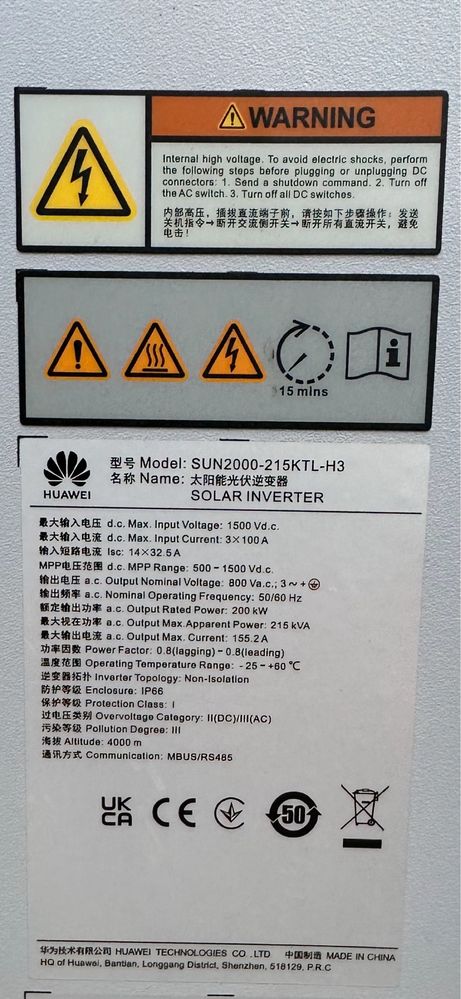 WARNING
Internal high voltage. To avoid electric shocks, perform
the following steps before plugging or unplugging DC
connectors: 1. Send a shutdown command. 2. Turn off
the AC switch. 3. Turn off all DC switches.
内部高压，插拔直流端子前，请按如下步骤操作：发送
关机指令→断开交流侧开关→断开所有直流开关，避免
电击！
15 mins
HUAWEI
型号 Model: SUN2000-215KTL-H3
名称 Name: 太阳能光伏逆变器
SOLAR INVERTER
最大输入电压 d.c. Max. Input Voltage: 1500 Vd.c.
最大输入电流 d.c. Max. Input Current: 3×100A
输入短路电流 Isc: 14×32.5A
MPP电压范围 d.c. MPP Range: 500 - 1500 Vd.c.
输出电压 a.c. Output Nominal Voltage: 800 Va.c.; 3~+⏚
输出频率 a.c. Nominal Operating Frequency: 50/60 Hz
额定输出功率 a.c. Output Rated Power: 200 kW
最大视在功率 a.c. Output Max. Apparent Power: 215 kVA
最大输出电流 a.c. Output Max. Current: 155.2A
功率因数 Power Factor: 0.8(lagging) - 0.8(leading)
温度范围 Operating Temperature Range: -25 - +60℃
逆变器拓扑 Inverter Topology: Non-Isolation
防护等级 Enclosure: IP66
保护等级 Protection Class: I
过电压类别 Overvoltage Category: II(DC)/III(AC)
污染等级 Pollution Degree: III
海拔 Altitude: 4000 m
通讯方式 Communication: MBUS/RS485
UK
CA CE 50
华为技术有限公司 HUAWEI TECHNOLOGIES CO.,LTD 中国制造 MADE IN CHINA
HQ of Huawei, Bantian, Longgang District, Shenzhen, 518129, P.R.C